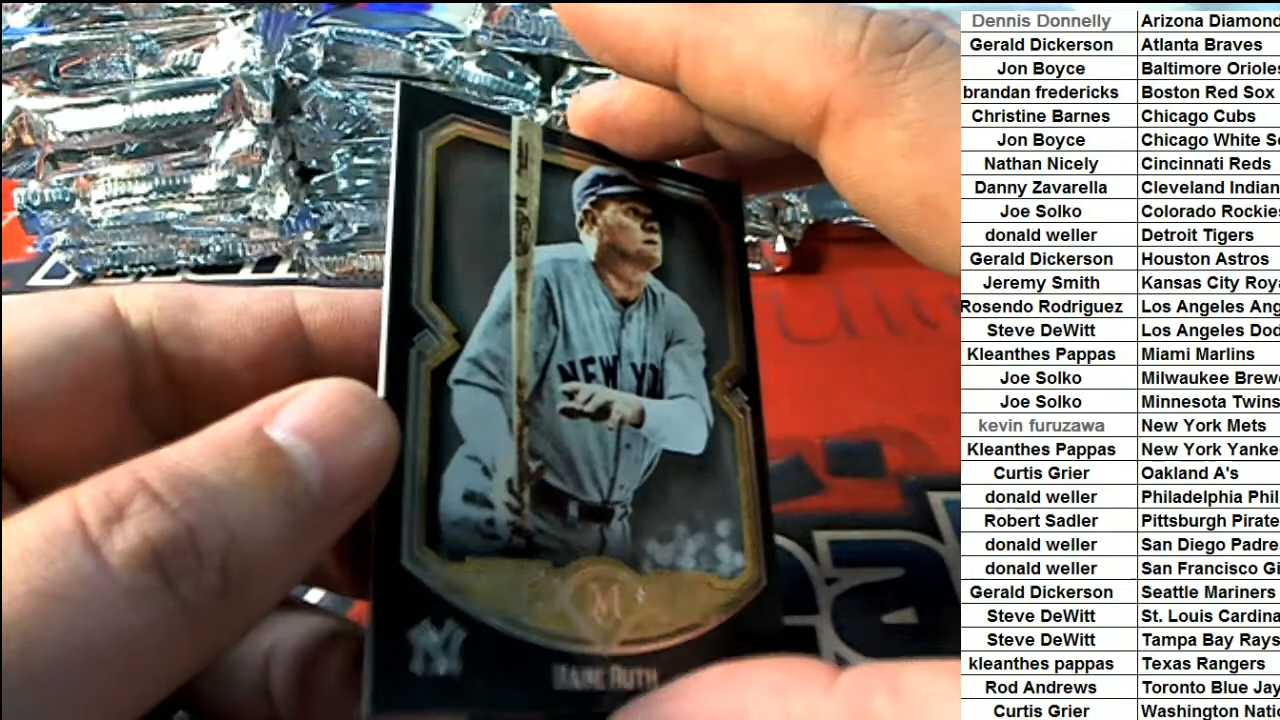 NEW YO
M
NY
BABE RUTH
Dennis Donnelly Arizona Diamond
Gerald Dickerson Atlanta Braves
Jon Boyce Baltimore Orioles
brandan fredericks Boston Red Sox
Christine Barnes Chicago Cubs
Jon Boyce Chicago White S
Nathan Nicely Cincinnati Reds
Danny Zavarella Cleveland Indian
Joe Solko Colorado Rockie
donald weller Detroit Tigers
Gerald Dickerson Houston Astros
Jeremy Smith Kansas City Roya
Rosendo Rodriguez Los Angeles Ang
Steve DeWitt Los Angeles Dod
Kleanthes Pappas Miami Marlins
Joe Solko Milwaukee Brewe
Joe Solko Minnesota Twins
kevin furuzawa New York Mets
Kleanthes Pappas New York Yanke
Curtis Grier Oakland A's
donald weller Philadelphia Phil
Robert Sadler Pittsburgh Pirate
donald weller San Diego Padre
donald weller San Francisco Gi
Gerald Dickerson Seattle Mariners
Steve DeWitt St. Louis Cardina
Steve DeWitt Tampa Bay Rays
kleanthes pappas Texas Rangers
Rod Andrews Toronto Blue Jay
Curtis Grier Washington Natio